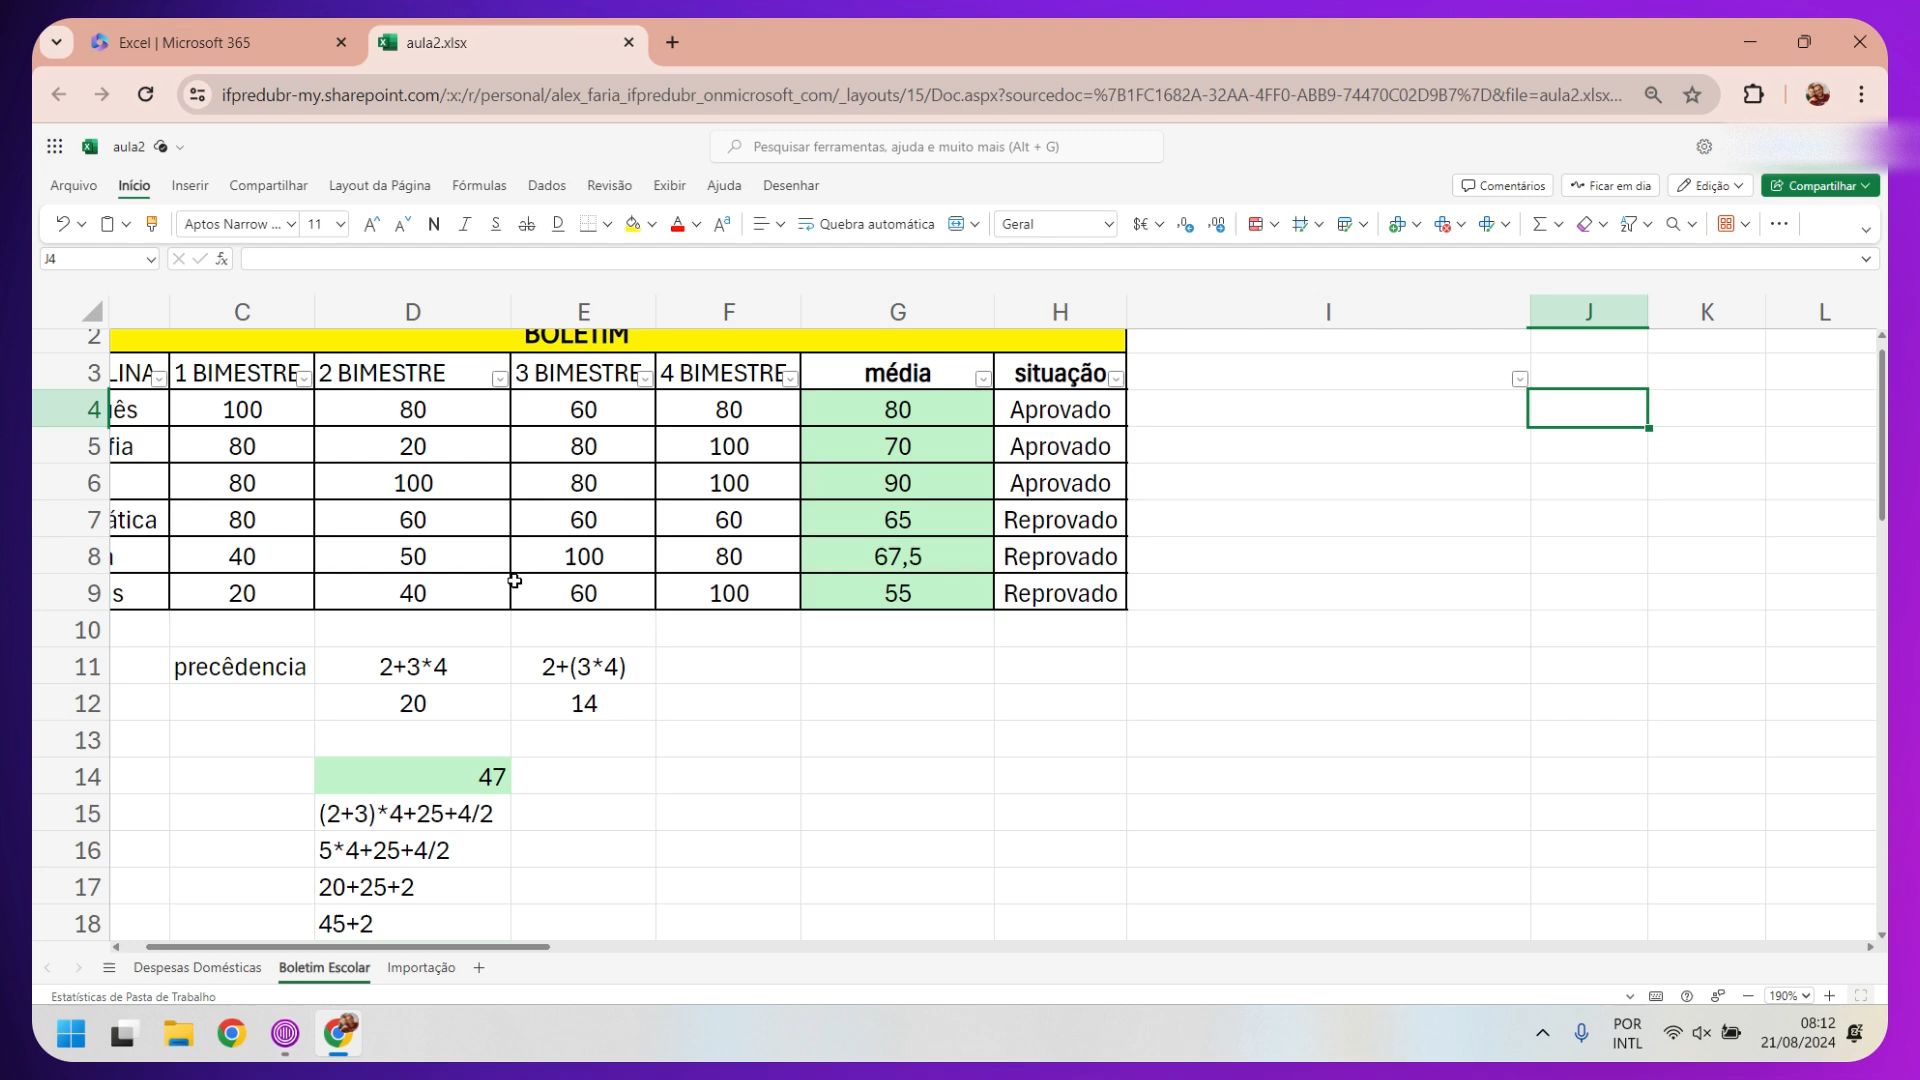 Excel | Microsoft 365
aula2.xlsx
ifpredubr-my.sharepoint.com/:x:/r/personal/alex_faria_ifpredubr_onmicrosoft_com/_layouts/15/Doc.aspx?sourcedoc=%7B1FC1682A-32AA-4FF0-ABB9-74470C02D9B7%7D&file=aula2.xlsx...
aula2
Pesquisar ferramentas, ajuda e muito mais (Alt + G)
Arquivo Início Inserir Compartilhar Layout da Página Fórmulas Dados Revisão Exibir Ajuda Desenhar
Comentários Ficar em dia Edição Compartilhar
Aptos Narrow ... 11 A A N I S ab D A Aª Quebra automática Geral $€
J4 fx
C D E F G H I J K L
2 BOLETIM
3 LINA 1 BIMESTRE 2 BIMESTRE 3 BIMESTRE 4 BIMESTRE média situação
4 ês 100 80 60 80 80 Aprovado
5 fia 80 20 80 100 70 Aprovado
6 80 100 80 100 90 Aprovado
7 ática 80 60 60 60 65 Reprovado
8 40 50 100 80 67,5 Reprovado
9 s 20 40 60 100 55 Reprovado
10
11 precêdencia 2+3*4 2+(3*4)
12 20 14
13
14 47
15 (2+3)*4+25+4/2
16 5*4+25+4/2
17 20+25+2
18 45+2
Despesas Domésticas Boletim Escolar Importação
Estatísticas de Pasta de Trabalho
190%
POR
INTL
08:12
21/08/2024